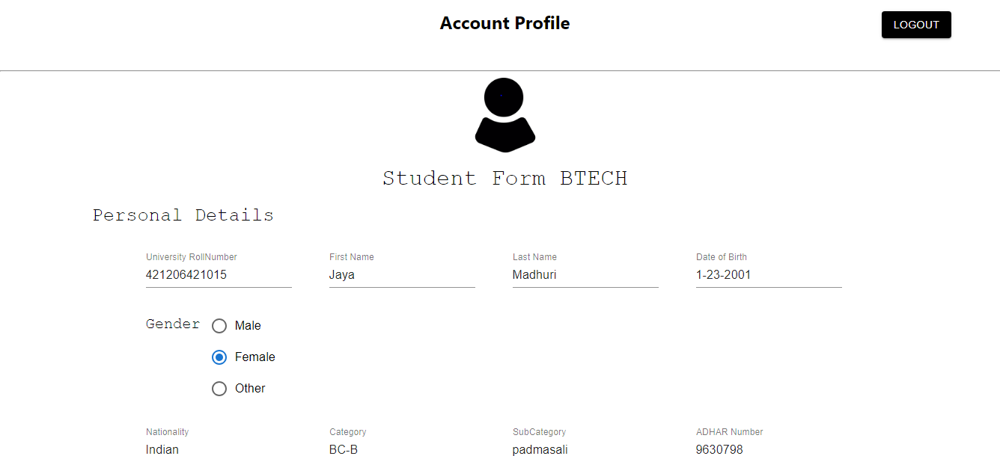 Account Profile
LOGOUT
Student Form BTECH
Personal Details
University RollNumber First Name Last Name Date of Birth
421206421015 Jaya Madhuri 1-23-2001
Gender Male
Female
Other
Nationality Category SubCategory ADHAR Number
Indian BC-B padmasali 9630798